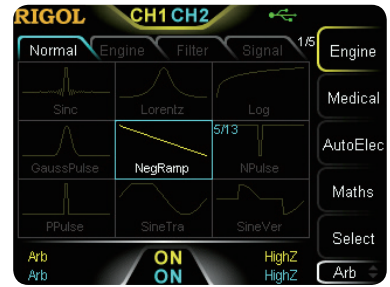 RIGOL CH1 CH2
Normal Engine Filter Signal 1/5
Sinc Lorentz Log
5/13
GaussPulse NegRamp NPulse
PPulse SineTra SineVer
Arb ON HighZ
Arb ON HighZ
Engine
Medical
AutoElec
Maths
Select
Arb